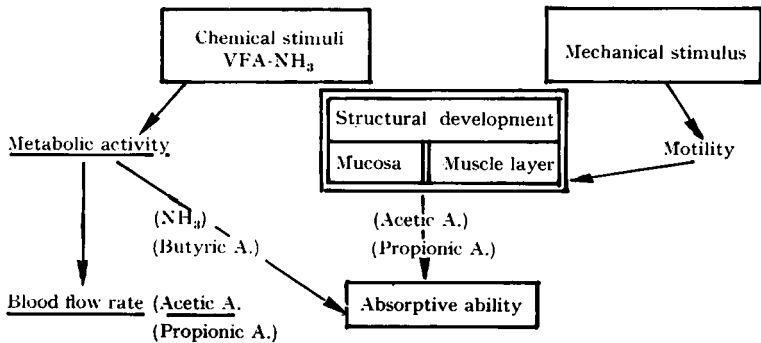 Chemical stimuli
VFA-NH₃
Mechanical stimulus
Structural development
Mucosa
Muscle layer
Metabolic activity
Motility
(NH₃)
(Butyric A.)
(Acetic A.)
(Propionic A.)
Blood flow rate (Acetic A.
(Propionic A.)
Absorptive ability